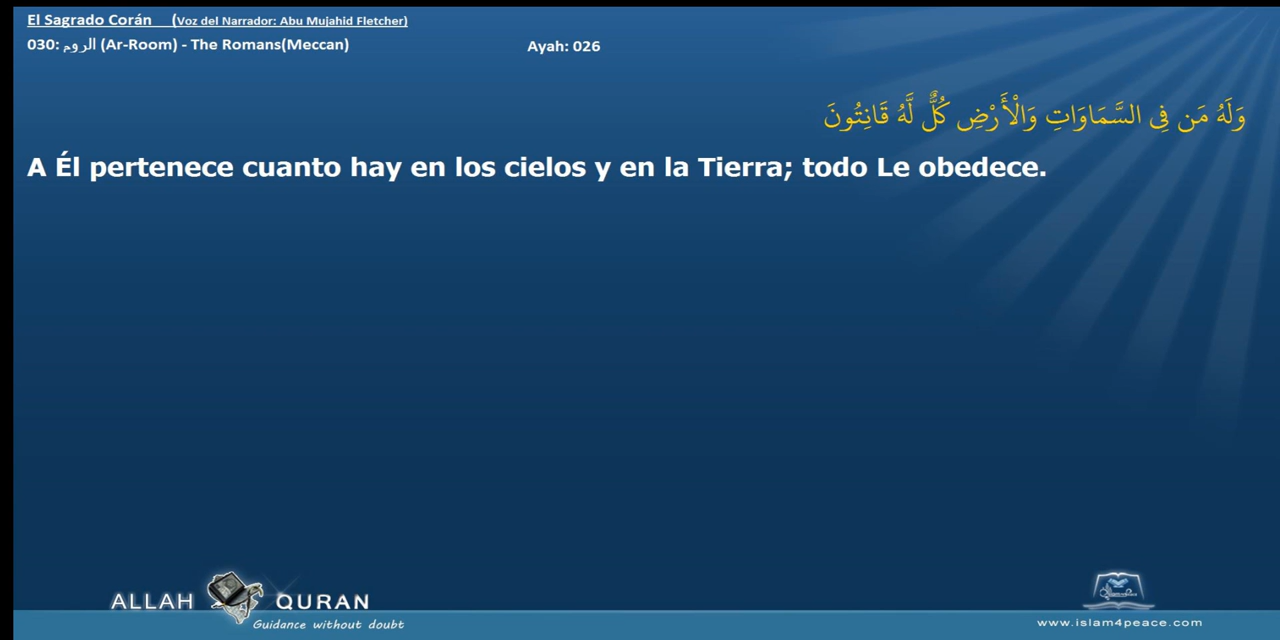 El Sagrado Corán (Voz del Narrador: Abu Mujahid Fletcher)
030: الروم (Ar-Room) - The Romans(Meccan)
Ayah: 026
وَلَهُ مَن فِي السَّمَاوَاتِ وَالْأَرْضِ كُلٌّ لَّهُ قَانِتُونَ
A Él pertenece cuanto hay en los cielos y en la Tierra; todo Le obedece.
ALLAH QURAN
Guidance without doubt
www.islam4peace.com